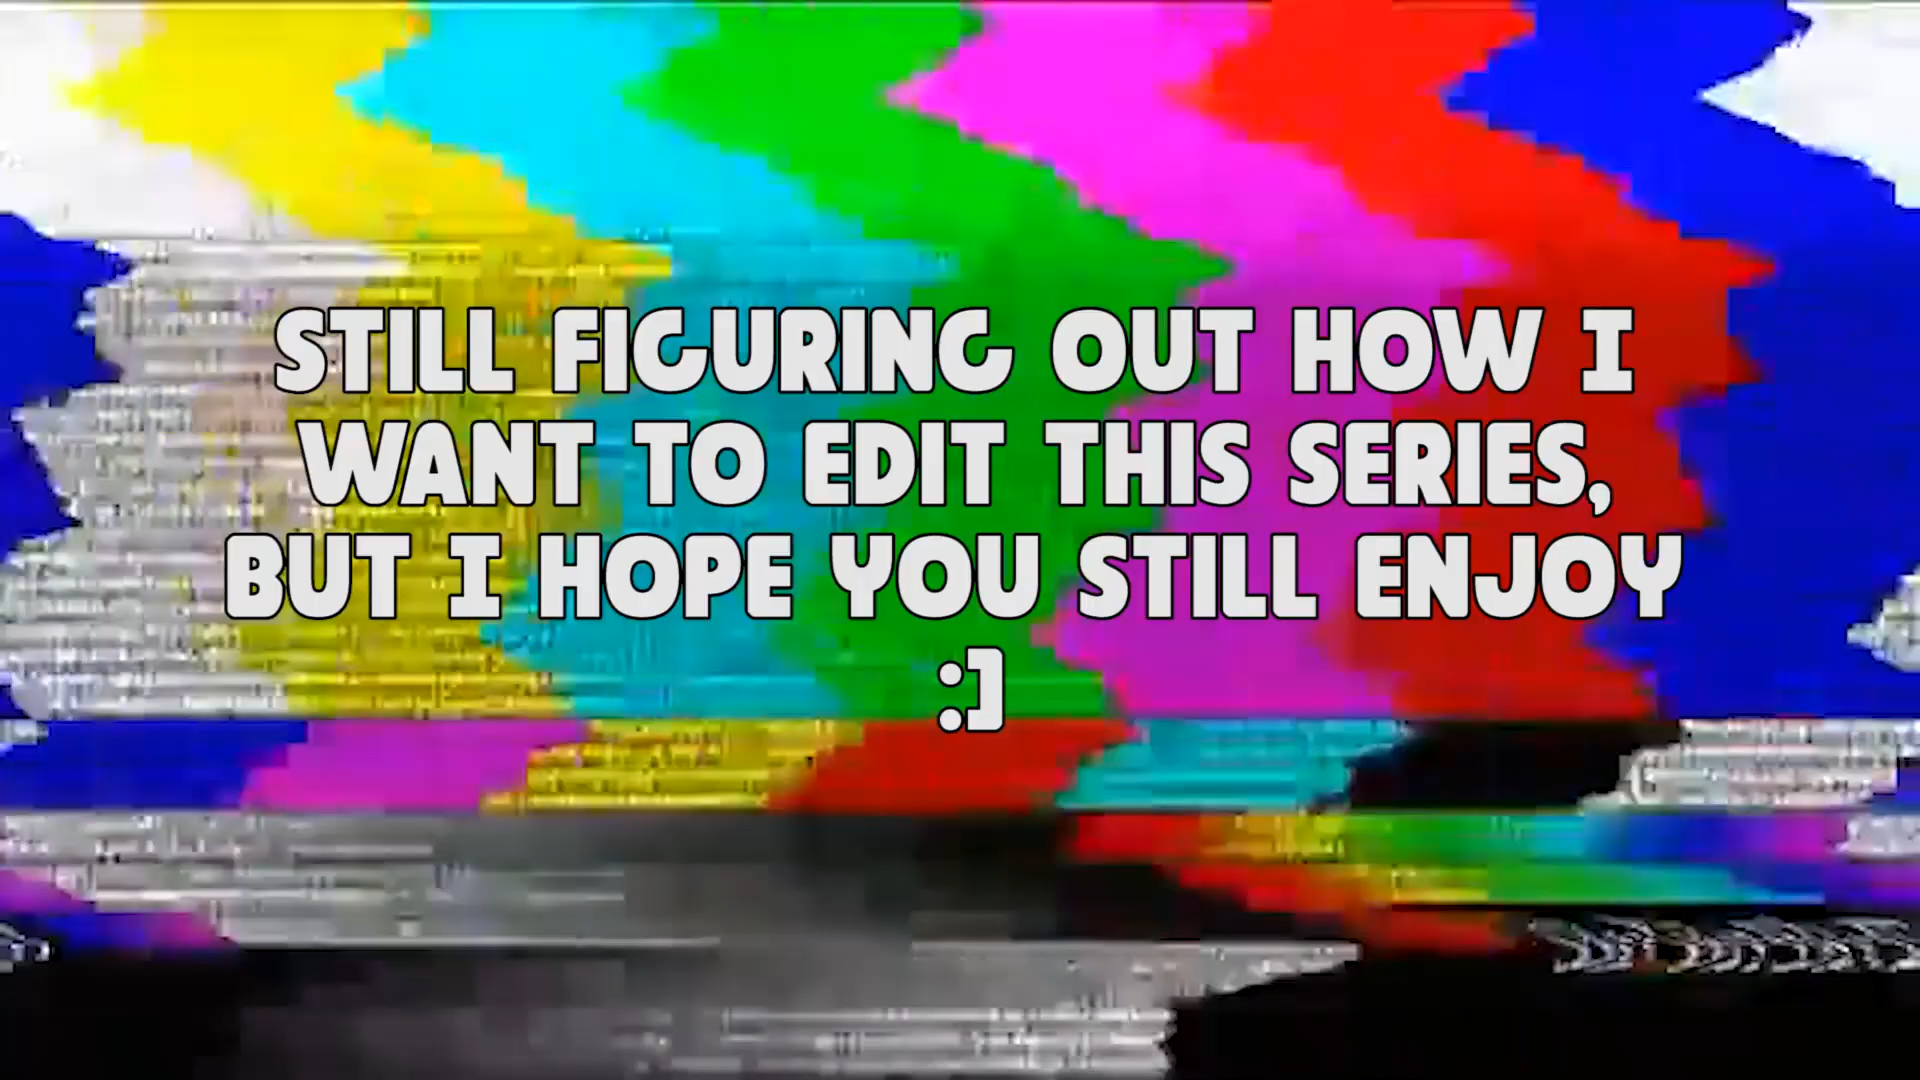 STILL FIGURING OUT HOW I
WANT TO EDIT THIS SERIES,
BUT I HOPE YOU STILL ENJOY
:]